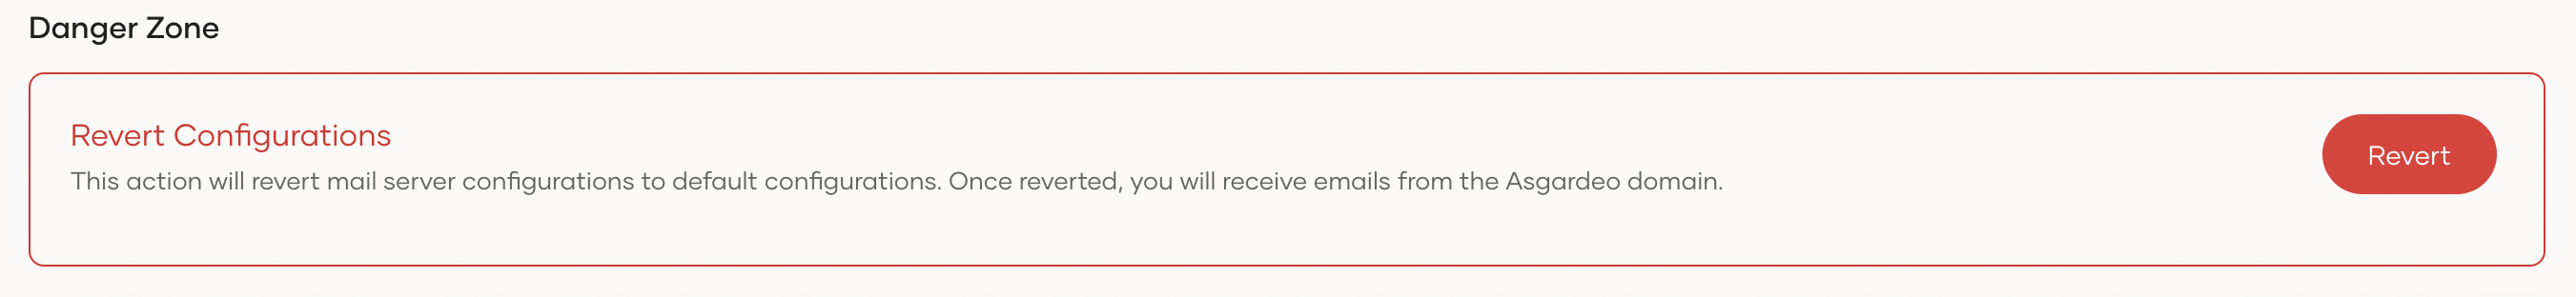 Danger Zone
Revert Configurations
Revert
This action will revert mail server configurations to default configurations. Once reverted, you will receive emails from the Asgardeo domain.